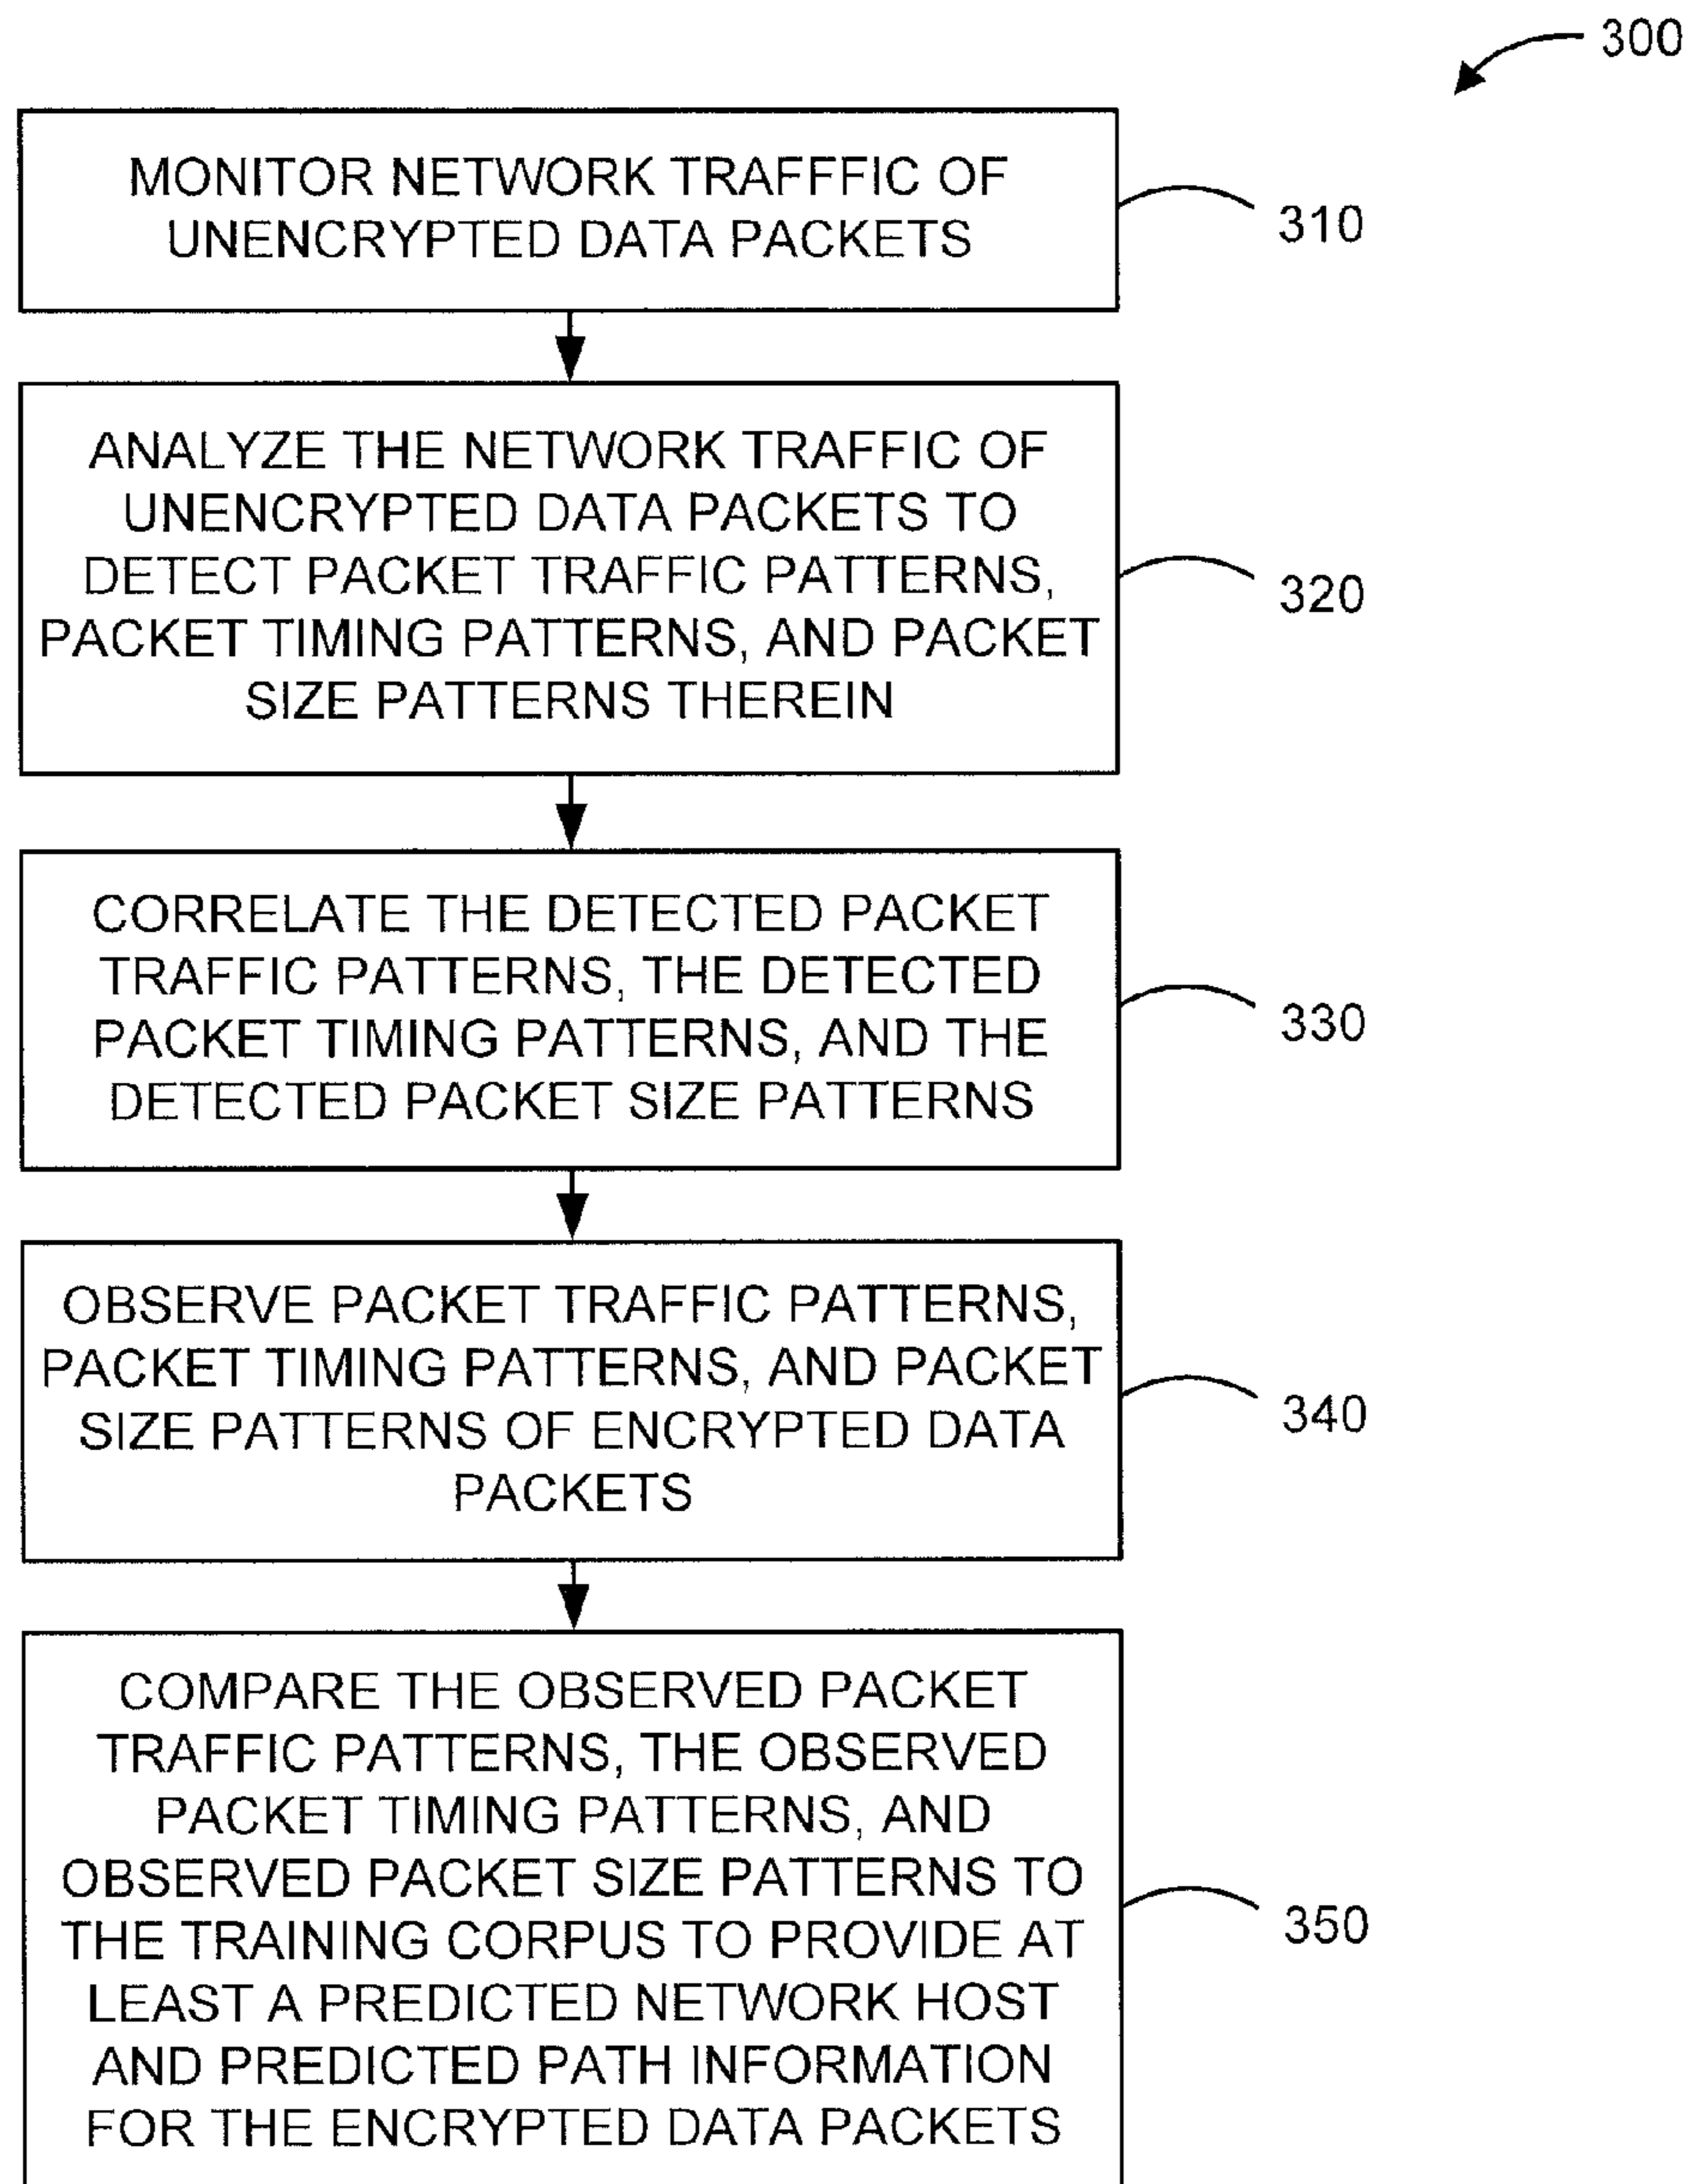 300
MONITOR NETWORK TRAFFFIC OF
UNENCRYPTED DATA PACKETS
310
ANALYZE THE NETWORK TRAFFIC OF
UNENCRYPTED DATA PACKETS TO
DETECT PACKET TRAFFIC PATTERNS,
PACKET TIMING PATTERNS, AND PACKET
SIZE PATTERNS THEREIN
320
CORRELATE THE DETECTED PACKET
TRAFFIC PATTERNS, THE DETECTED
PACKET TIMING PATTERNS, AND THE
DETECTED PACKET SIZE PATTERNS
330
OBSERVE PACKET TRAFFIC PATTERNS,
PACKET TIMING PATTERNS, AND PACKET
SIZE PATTERNS OF ENCRYPTED DATA
PACKETS
340
COMPARE THE OBSERVED PACKET
TRAFFIC PATTERNS, THE OBSERVED
PACKET TIMING PATTERNS, AND
OBSERVED PACKET SIZE PATTERNS TO
THE TRAINING CORPUS TO PROVIDE AT
LEAST A PREDICTED NETWORK HOST
AND PREDICTED PATH INFORMATION
FOR THE ENCRYPTED DATA PACKETS
350